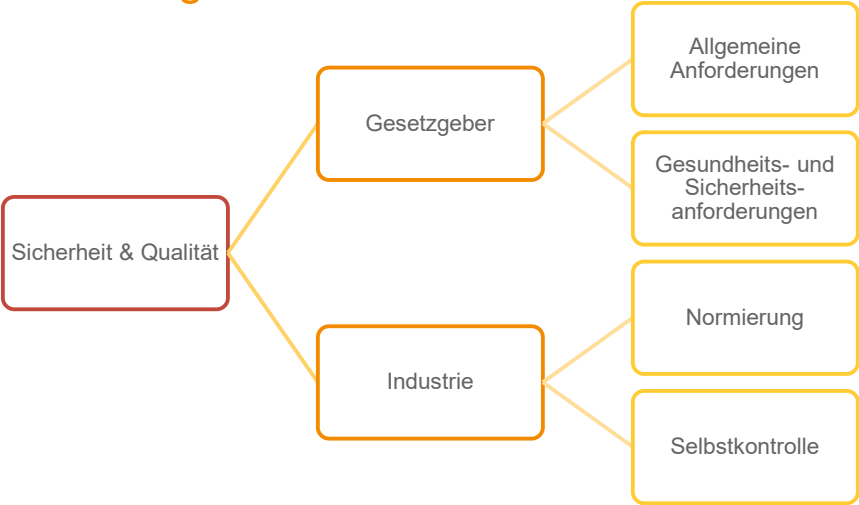 Allgemeine
Anforderungen
Gesetzgeber
Gesundheits- und
Sicherheits-
anforderungen
Sicherheit & Qualität
Normierung
Industrie
Selbstkontrolle